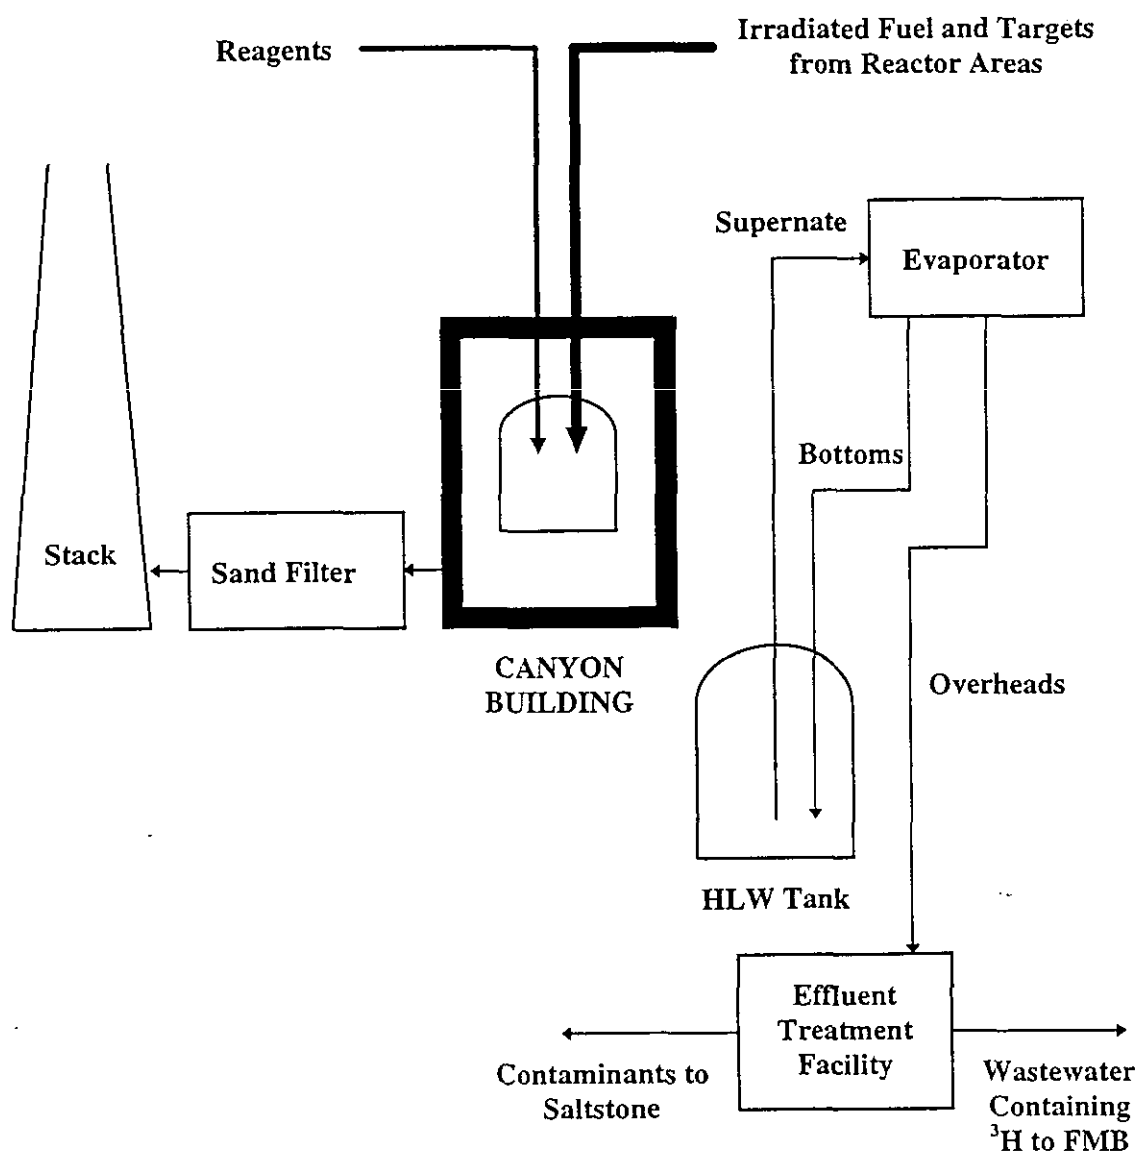 Reagents
Irradiated Fuel and Targets
from Reactor Areas
Supernate
Evaporator
Bottoms
Stack
Sand Filter
CANYON
BUILDING
Overheads
HLW Tank
Effluent
Treatment
Facility
Contaminants to
Saltstone
Wastewater
Containing
³H to FMB